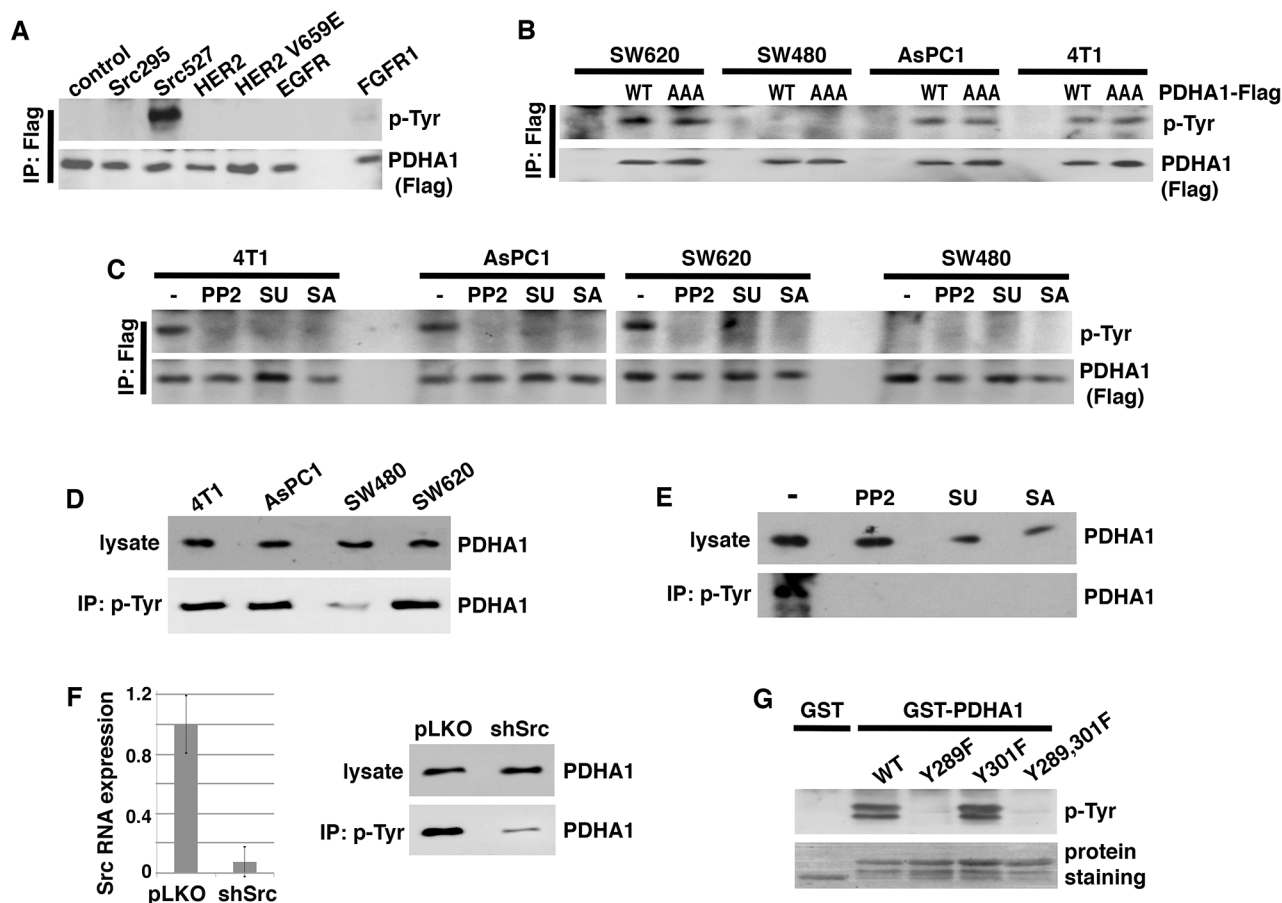 A
control Src295 Src527 HER2 HER2 V659E EGFR FGFR1
IP: Flag
p-Tyr
PDHA1
(Flag)
B
SW620 SW480 AsPC1 4T1
WT AAA WT AAA WT AAA WT AAA PDHA1-Flag
IP: Flag
p-Tyr
PDHA1
(Flag)
C
4T1 AsPC1 SW620 SW480
- PP2 SU SA - PP2 SU SA - PP2 SU SA - PP2 SU SA
IP: Flag
p-Tyr
PDHA1
(Flag)
D
4T1 AsPC1 SW480 SW620
lysate PDHA1
IP: p-Tyr PDHA1
E
- PP2 SU SA
lysate PDHA1
IP: p-Tyr PDHA1
F
Src RNA expression
1.2
0.8
0.4
0
pLKO shSrc
pLKO shSrc
lysate PDHA1
IP: p-Tyr PDHA1
G
GST GST-PDHA1
WT Y289F Y301F Y289,301F
p-Tyr
protein
staining